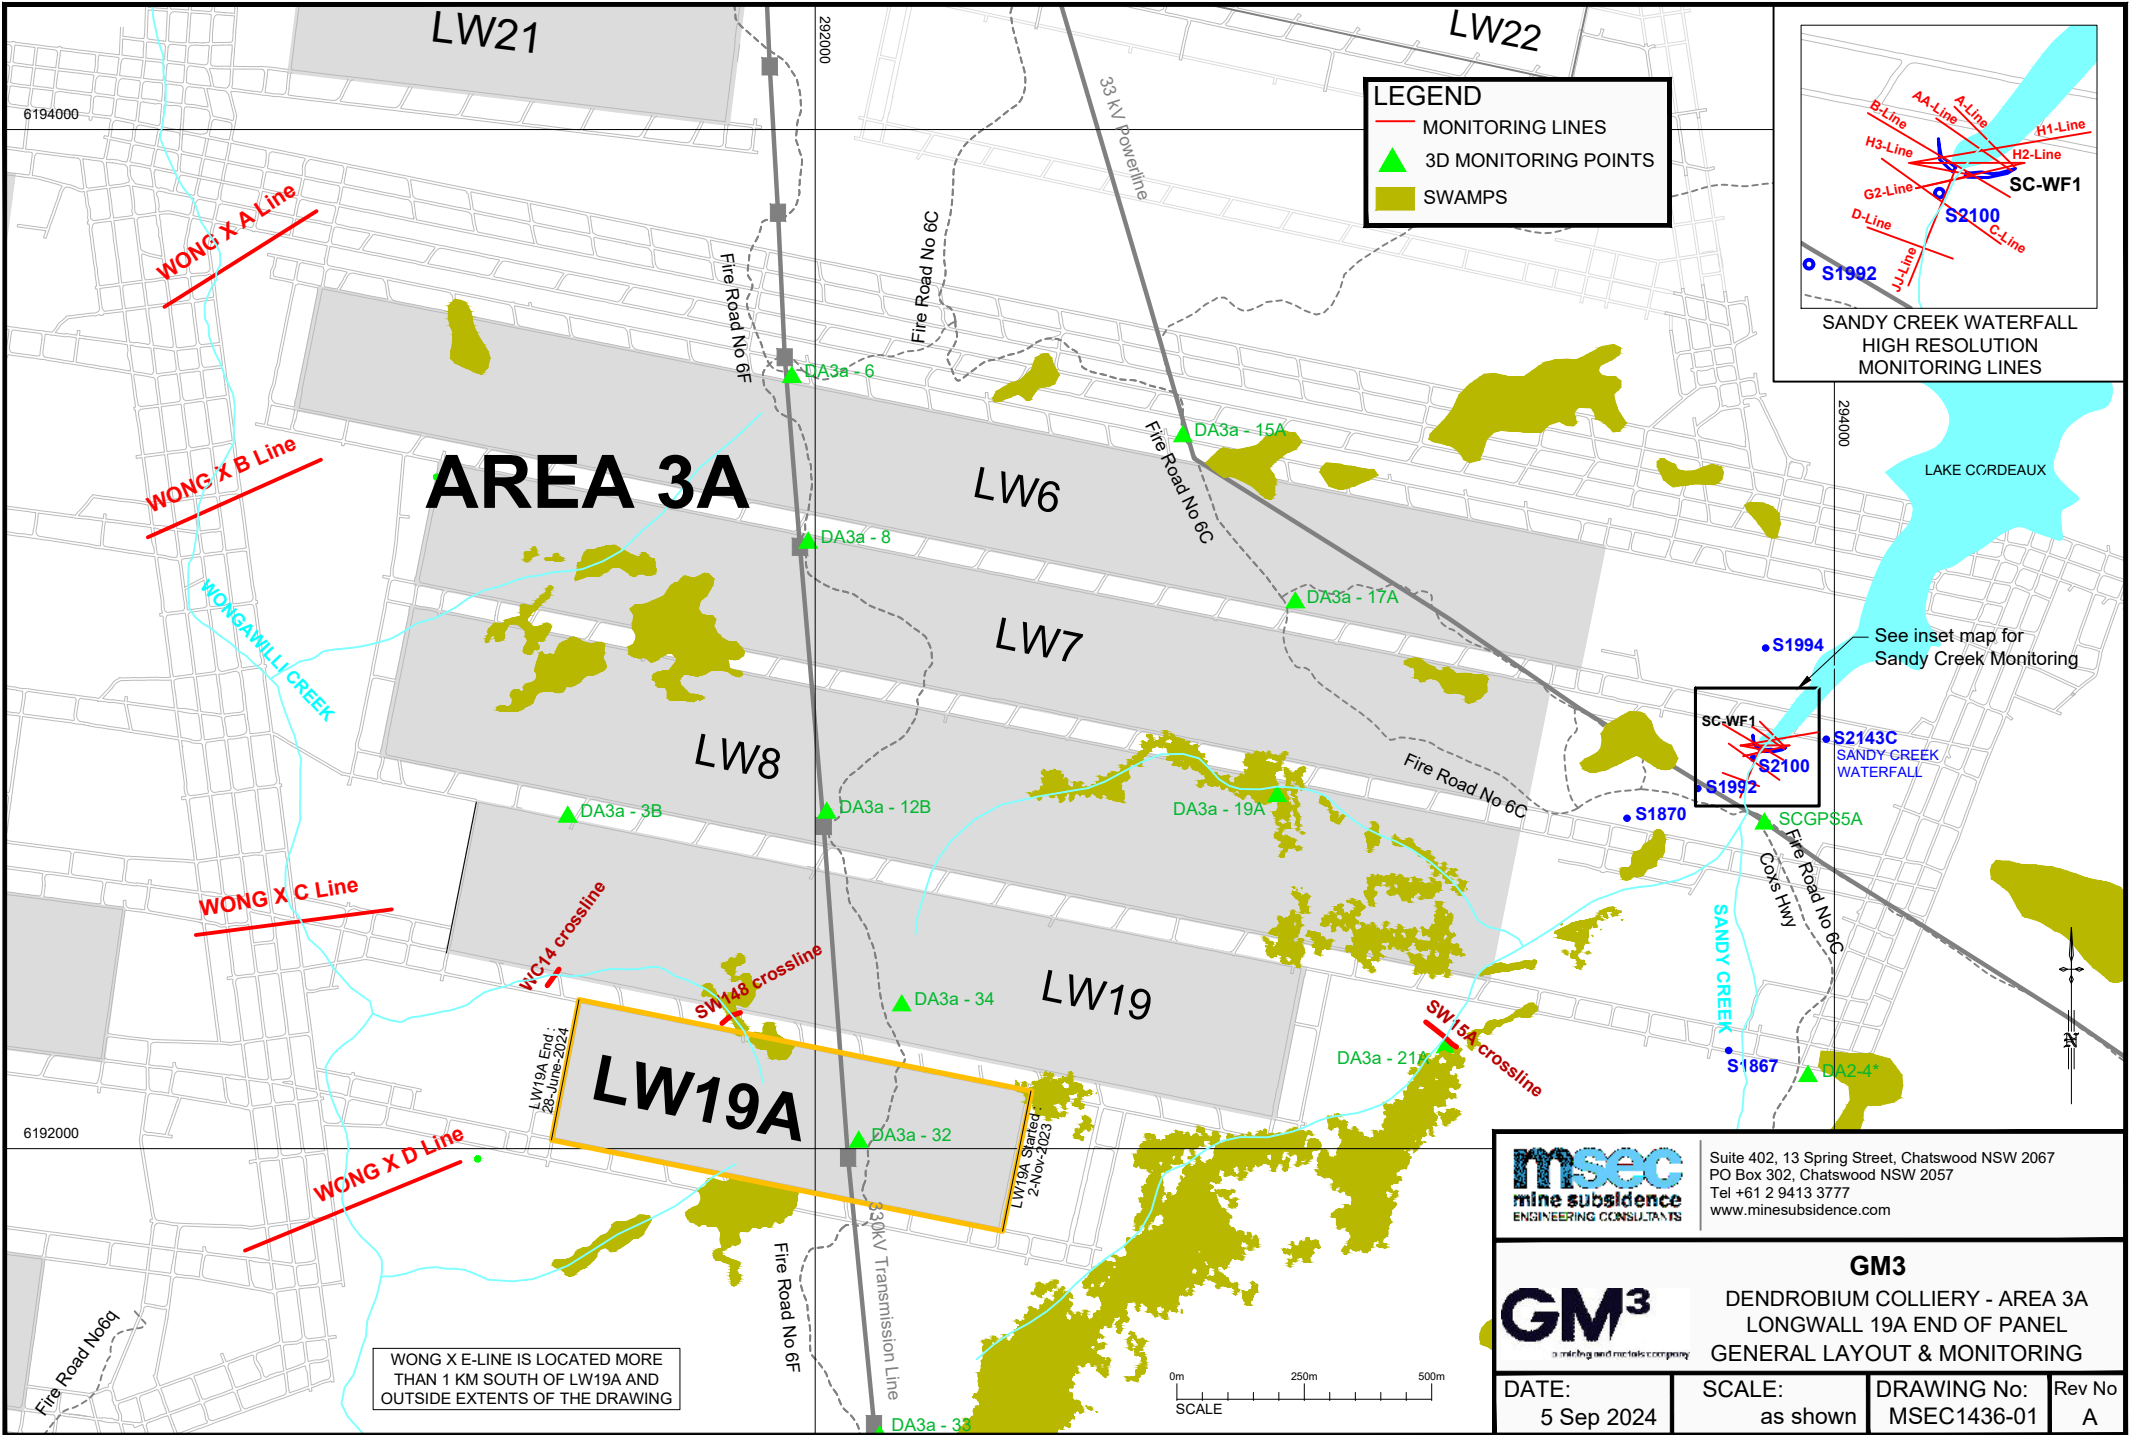 LW21
292000
LW22
6194000
33 kV Powerline
LEGEND
MONITORING LINES
3D MONITORING POINTS
SWAMPS
B-Line
AA-Line
A-Line
H1-Line
H3-Line
H2-Line
SC-WF1
G2-Line
S2100
D-Line
C-Line
JJ-Line
S1992
SANDY CREEK WATERFALL
HIGH RESOLUTION
MONITORING LINES
WONG X A Line
Fire Road No 6F
Fire Road No 6C
DA3a - 6
DA3a - 15A
Fire Road No 6C
294000
LAKE CORDEAUX
WONG X B Line
AREA 3A
LW6
DA3a - 8
DA3a - 17A
WONGAWILLI CREEK
LW7
S1994
See inset map for
Sandy Creek Monitoring
SC-WF1
S2143C
SANDY CREEK
WATERFALL
S2100
S1992
LW8
Fire Road No 6C
DA3a - 3B
DA3a - 12B
DA3a - 19A
S1870
SCGPS5A
Fire Road No 6C
Coxs Hwy
WONG X C Line
WC14 crossline
SW148 crossline
SANDY CREEK
DA3a - 34
LW19
SW15A crossline
DA3a - 21A
S1867
DA2-4*
N
LW19A End :
28-June-2024
LW19A
LW19A Started :
2-Nov-2023
6192000
DA3a - 32
WONG X D Line
330kV Transmission Line
Fire Road No 6F
Fire Road No6q
WONG X E-LINE IS LOCATED MORE
THAN 1 KM SOUTH OF LW19A AND
OUTSIDE EXTENTS OF THE DRAWING
DA3a - 33
0m 250m 500m
SCALE
msec
mine subsidence
ENGINEERING CONSULTANTS
Suite 402, 13 Spring Street, Chatswood NSW 2067
PO Box 302, Chatswood NSW 2057
Tel +61 2 9413 3777
www.minesubsidence.com
GM3
a mining and metals company
GM3
DENDROBIUM COLLIERY - AREA 3A
LONGWALL 19A END OF PANEL
GENERAL LAYOUT & MONITORING
DATE:
5 Sep 2024
SCALE:
as shown
DRAWING No:
MSEC1436-01
Rev No
A